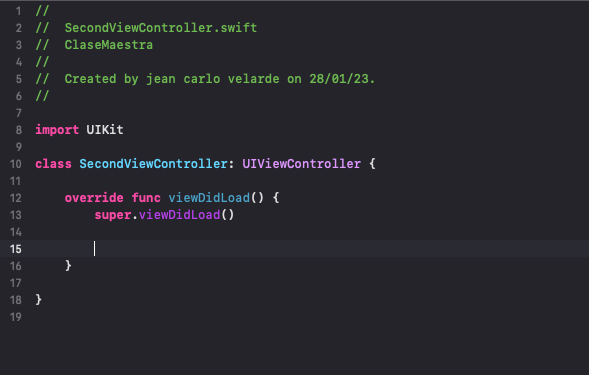 1 //
2 // SecondViewController.swift
3 // ClaseMaestra
4 //
5 // Created by jean carlo velarde on 28/01/23.
6 //
7
8 import UIKit
9
10 class SecondViewController: UIViewController {
11
12 override func viewDidLoad() {
13 super.viewDidLoad()
14
15
16 }
17
18 }
19